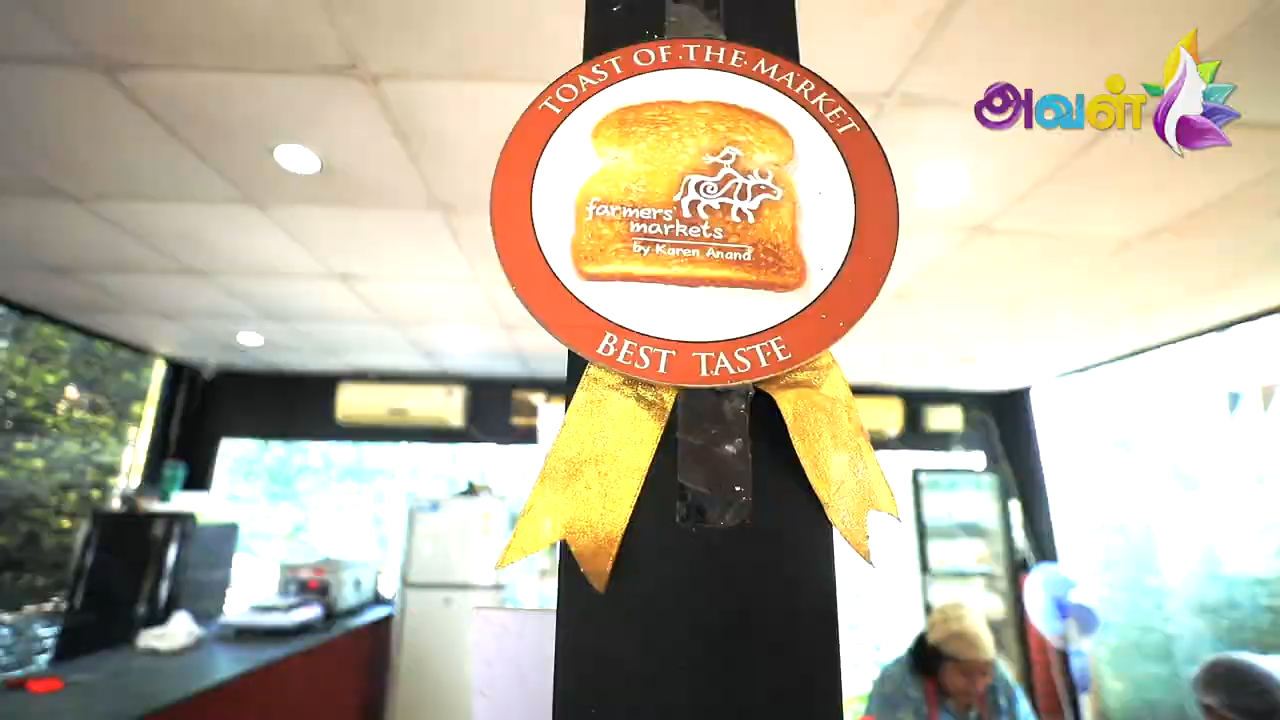 TOAST OF·THE·MARKET
farmers'
markets
by Karen Anand
BEST TASTE
அவள்